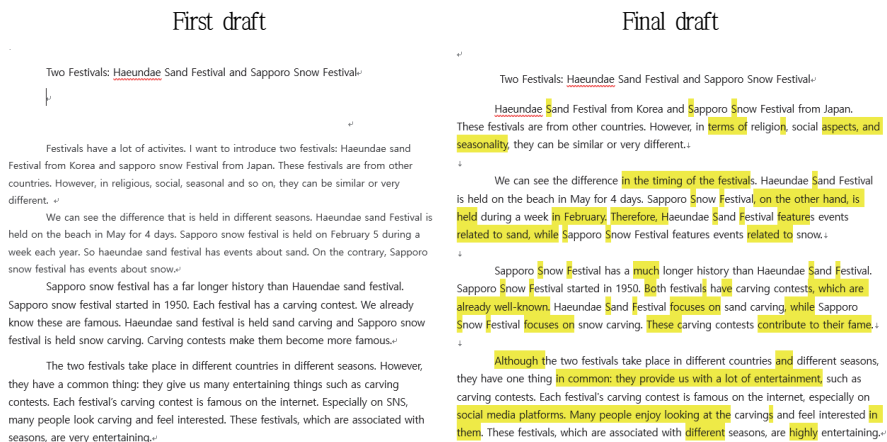 First draft
Two Festivals: Haeundae Sand Festival and Sapporo Snow Festival
Festivals have a lot of activites. I want to introduce two festivals: Haeundae sand
Festival from Korea and sapporo snow Festival from Japan. These festivals are from other
countries. However, in religious, social, seasonal and so on, they can be similar or very
different.
We can see the difference that is held in different seasons. Haeundae sand Festival is
held on the beach in May for 4 days. Sapporo snow festival is held on February 5 during a
week each year. So haeundae sand festival has events about sand. On the contrary, Sapporo
snow festival has events about snow.
Sapporo snow festival has a far longer history than Hauendae sand festival.
Sapporo snow festival started in 1950. Each festival has a carving contest. We already
know these are famous. Haeundae sand festival is held sand carving and Sapporo snow
festival is held snow carving. Carving contests make them become more famous.
The two festivals take place in different countries in different seasons. However,
they have a common thing: they give us many entertaining things such as carving
contests. Each festival's carving contest is famous on the internet. Especially on SNS,
many people look carving and feel interested. These festivals, which are associated with
seasons, are very entertaining.
Final draft
Two Festivals: Haeundae Sand Festival and Sapporo Snow Festival
Haeundae Sand Festival from Korea and Sapporo Snow Festival from Japan.
These festivals are from other countries. However, in terms of religion, social aspects, and
seasonality, they can be similar or very different.
We can see the difference in the timing of the festivals. Haeundae Sand Festival
is held on the beach in May for 4 days. Sapporo Snow Festival, on the other hand, is
held during a week in February. Therefore, Haeundae Sand Festival features events
related to sand, while Sapporo Snow Festival features events related to snow.
Sapporo Snow Festival has a much longer history than Haeundae Sand Festival.
Sapporo Snow Festival started in 1950. Both festivals have carving contests, which are
already well-known. Haeundae Sand Festival focuses on sand carving, while Sapporo
Snow Festival focuses on snow carving. These carving contests contribute to their fame.
Although the two festivals take place in different countries and different seasons,
they have one thing in common: they provide us with a lot of entertainment, such as
carving contests. Each festival's carving contest is famous on the internet, especially on
social media platforms. Many people enjoy looking at the carvings and feel interested in
them. These festivals, which are associated with different seasons, are highly entertaining.